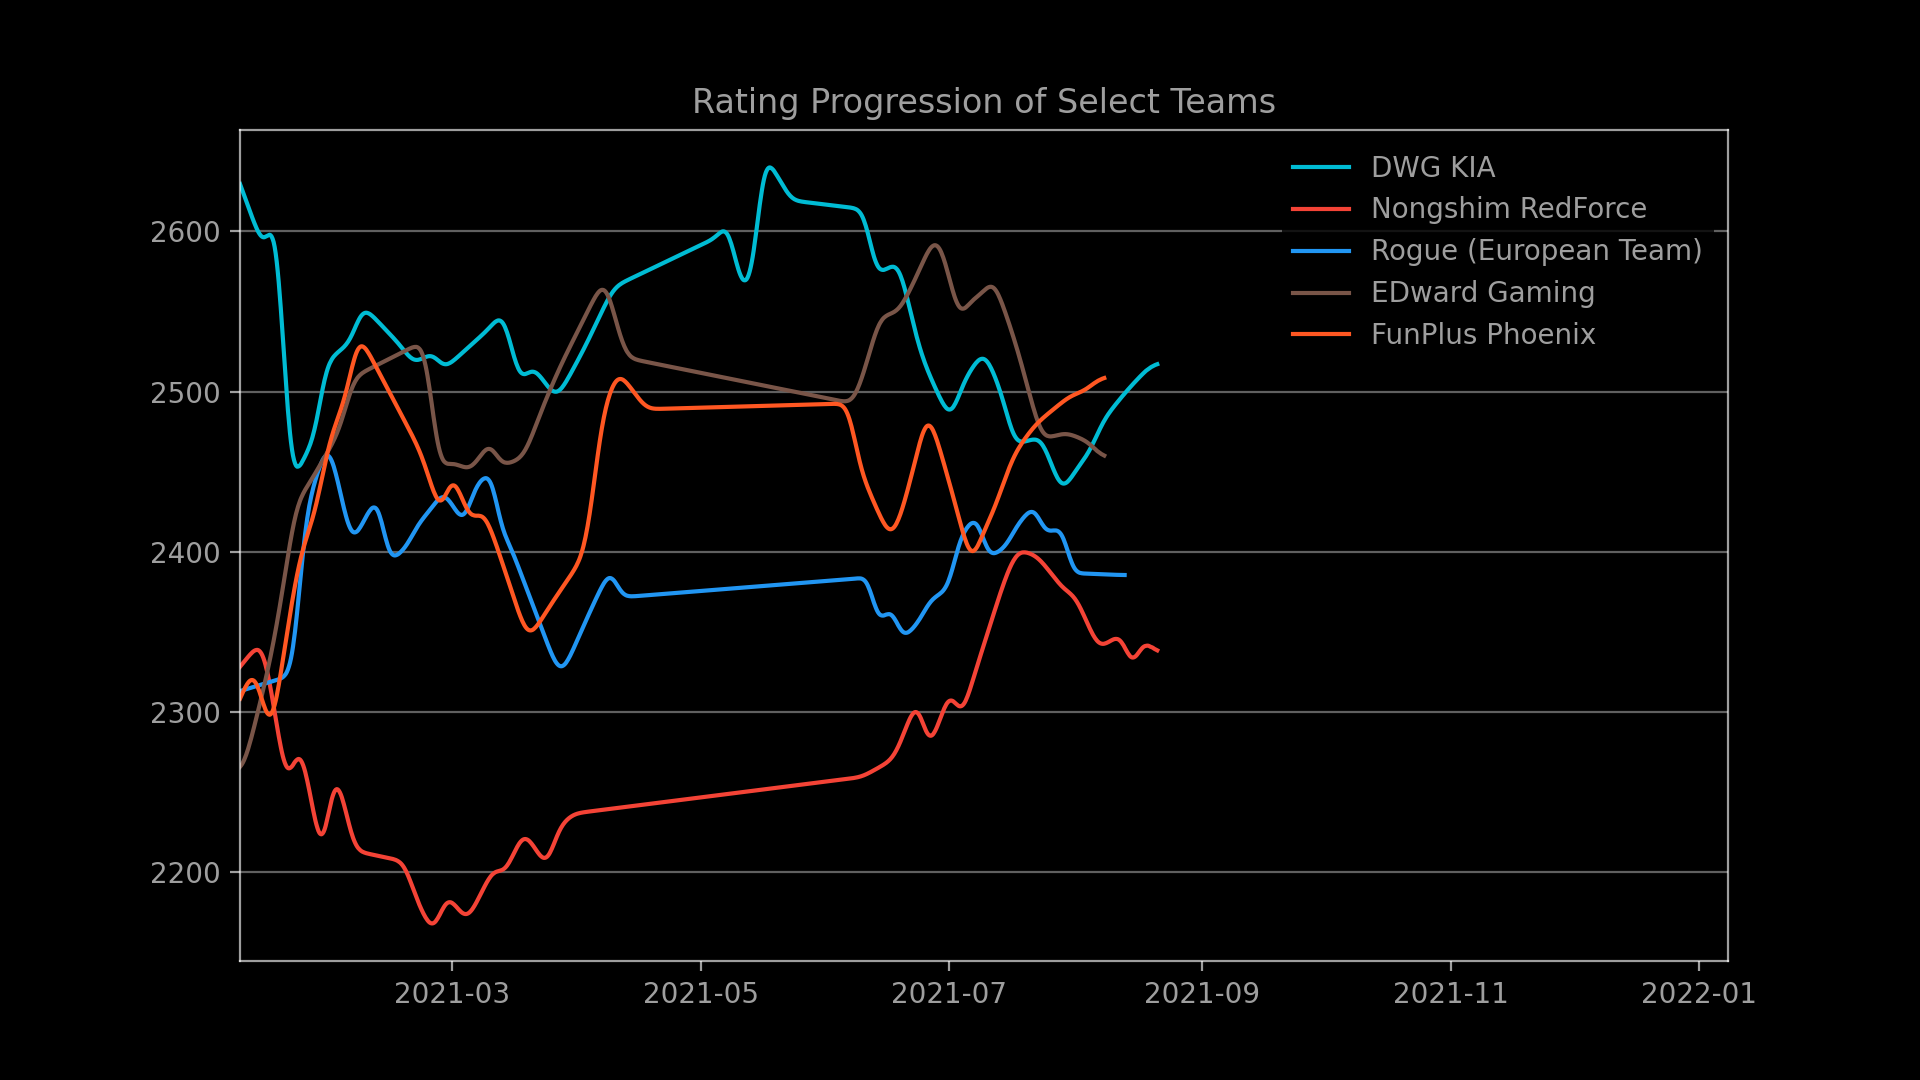 Rating Progression of Select Teams
DWG KIA
Nongshim RedForce
Rogue (European Team)
EDward Gaming
FunPlus Phoenix
2600
2500
2400
2300
2200
2021-03
2021-05
2021-07
2021-09
2021-11
2022-01